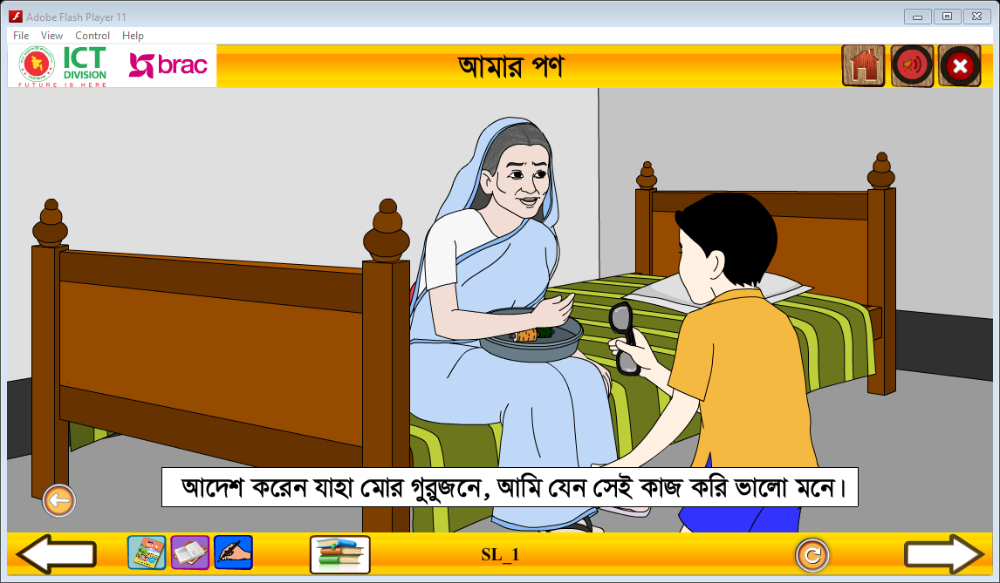 Adobe Flash Player 11
File View Control Help
ICT
DIVISION
FUTURE IS HERE
brac
আমার পণ
আদেশ করেন যাহা মোর গুরুজনে, আমি যেন সেই কাজ করি ভালো মনে।
SL_1